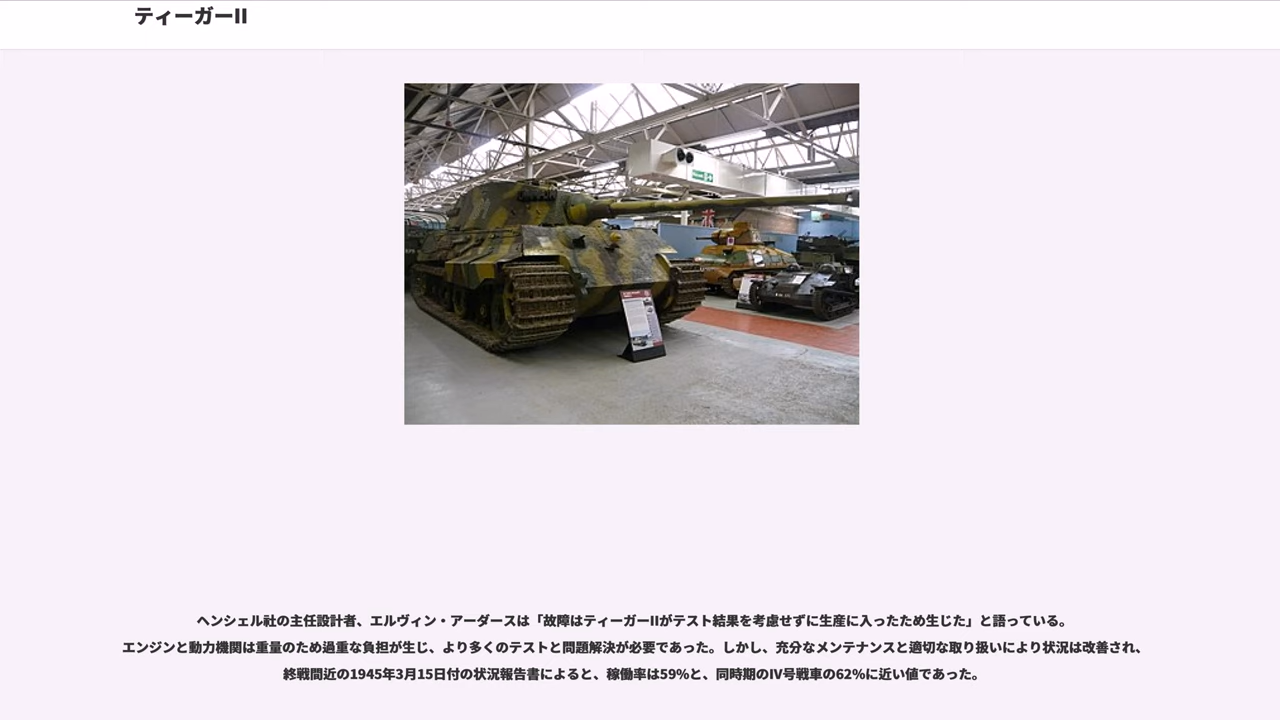 ティーガーII
ヘンシェル社の主任設計者、エルヴィン・アーダースは「故障はティーガーIIがテスト結果を考慮せずに生産に入ったため生じた」と語っている。
エンジンと動力機関は重量のため過重な負担が生じ、より多くのテストと問題解決が必要であった。しかし、充分なメンテナンスと適切な取り扱いにより状況は改善され、
終戦間近の1945年3月15日付の状況報告書によると、稼働率は59%と、同時期のIV号戦車の62%に近い値であった。